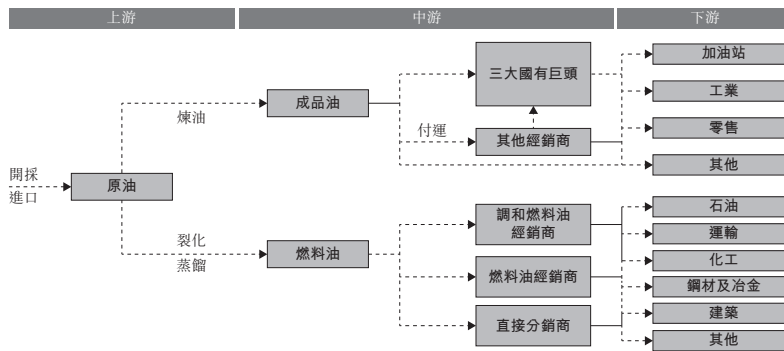 上游
中游
下游
開採
進口
原油
煉油
裂化
蒸餾
成品油
燃料油
付運
三大國有巨頭
其他經銷商
調和燃料油
經銷商
燃料油經銷商
直接分銷商
加油站
工業
零售
其他
石油
運輸
化工
鋼材及冶金
建築
其他